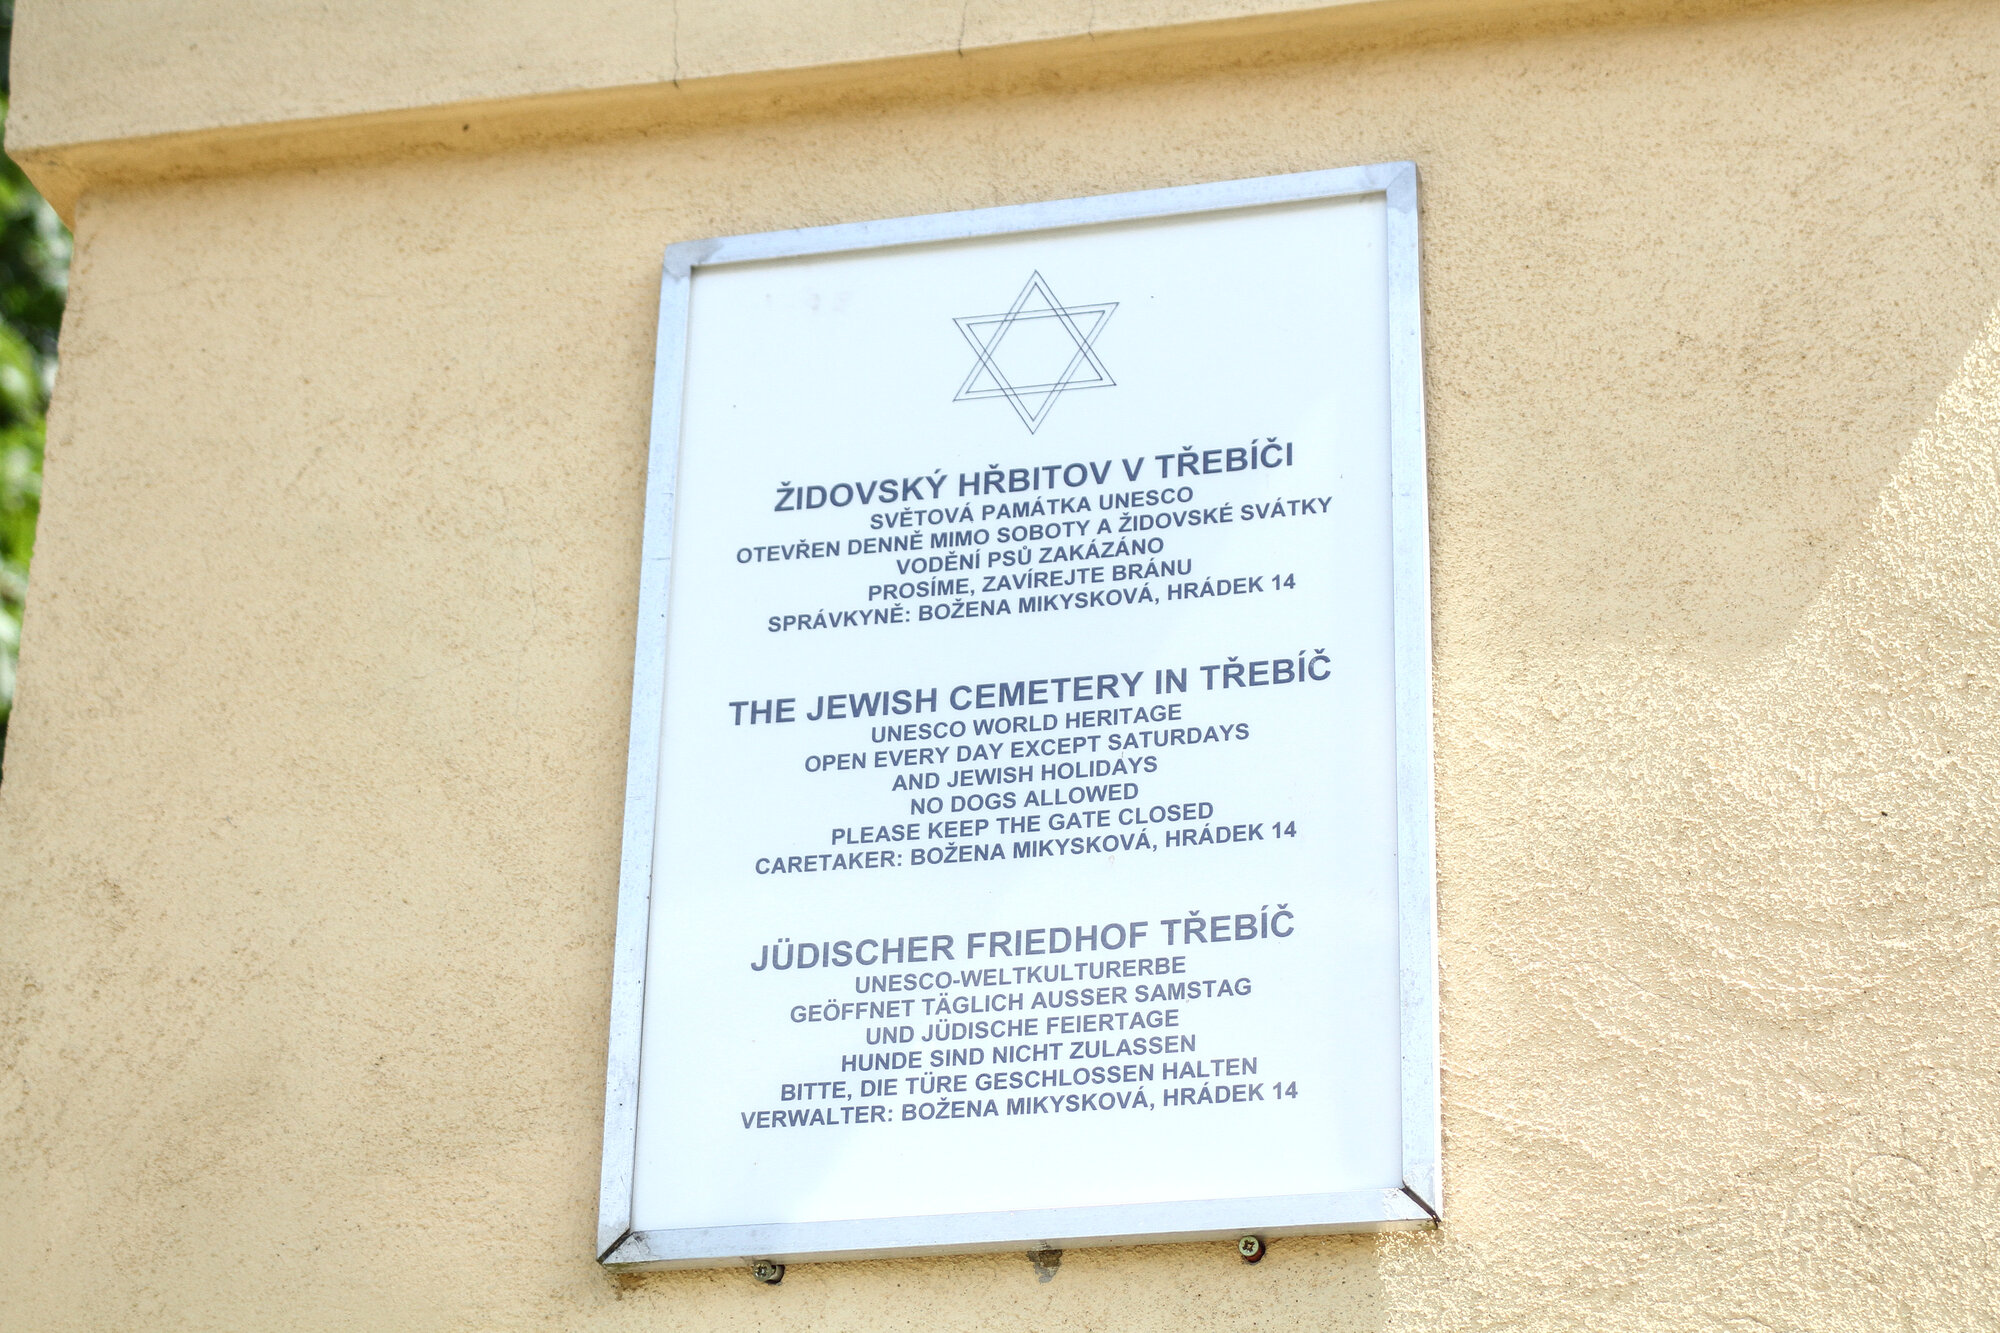 ŽIDOVSKÝ HŘBITOV V TŘEBÍČI
SVĚTOVÁ PAMÁTKA UNESCO
OTEVŘEN DENNĚ MIMO SOBOTY A ŽIDOVSKÉ SVÁTKY
VODĚNÍ PSŮ ZAKÁZÁNO
PROSÍME, ZAVÍREJTE BRÁNU
SPRÁVKYNĚ: BOŽENA MIKYSKOVÁ, HRÁDEK 14
THE JEWISH CEMETERY IN TŘEBÍČ
UNESCO WORLD HERITAGE
OPEN EVERY DAY EXCEPT SATURDAYS
AND JEWISH HOLIDAYS
NO DOGS ALLOWED
PLEASE KEEP THE GATE CLOSED
CARETAKER: BOŽENA MIKYSKOVÁ, HRÁDEK 14
JÜDISCHER FRIEDHOF TŘEBÍČ
UNESCO-WELTKULTURERBE
GEÖFFNET TÄGLICH AUSSER SAMSTAG
UND JÜDISCHE FEIERTAGE
HUNDE SIND NICHT ZULASSEN
BITTE, DIE TÜRE GESCHLOSSEN HALTEN
VERWALTER: BOŽENA MIKYSKOVÁ, HRÁDEK 14